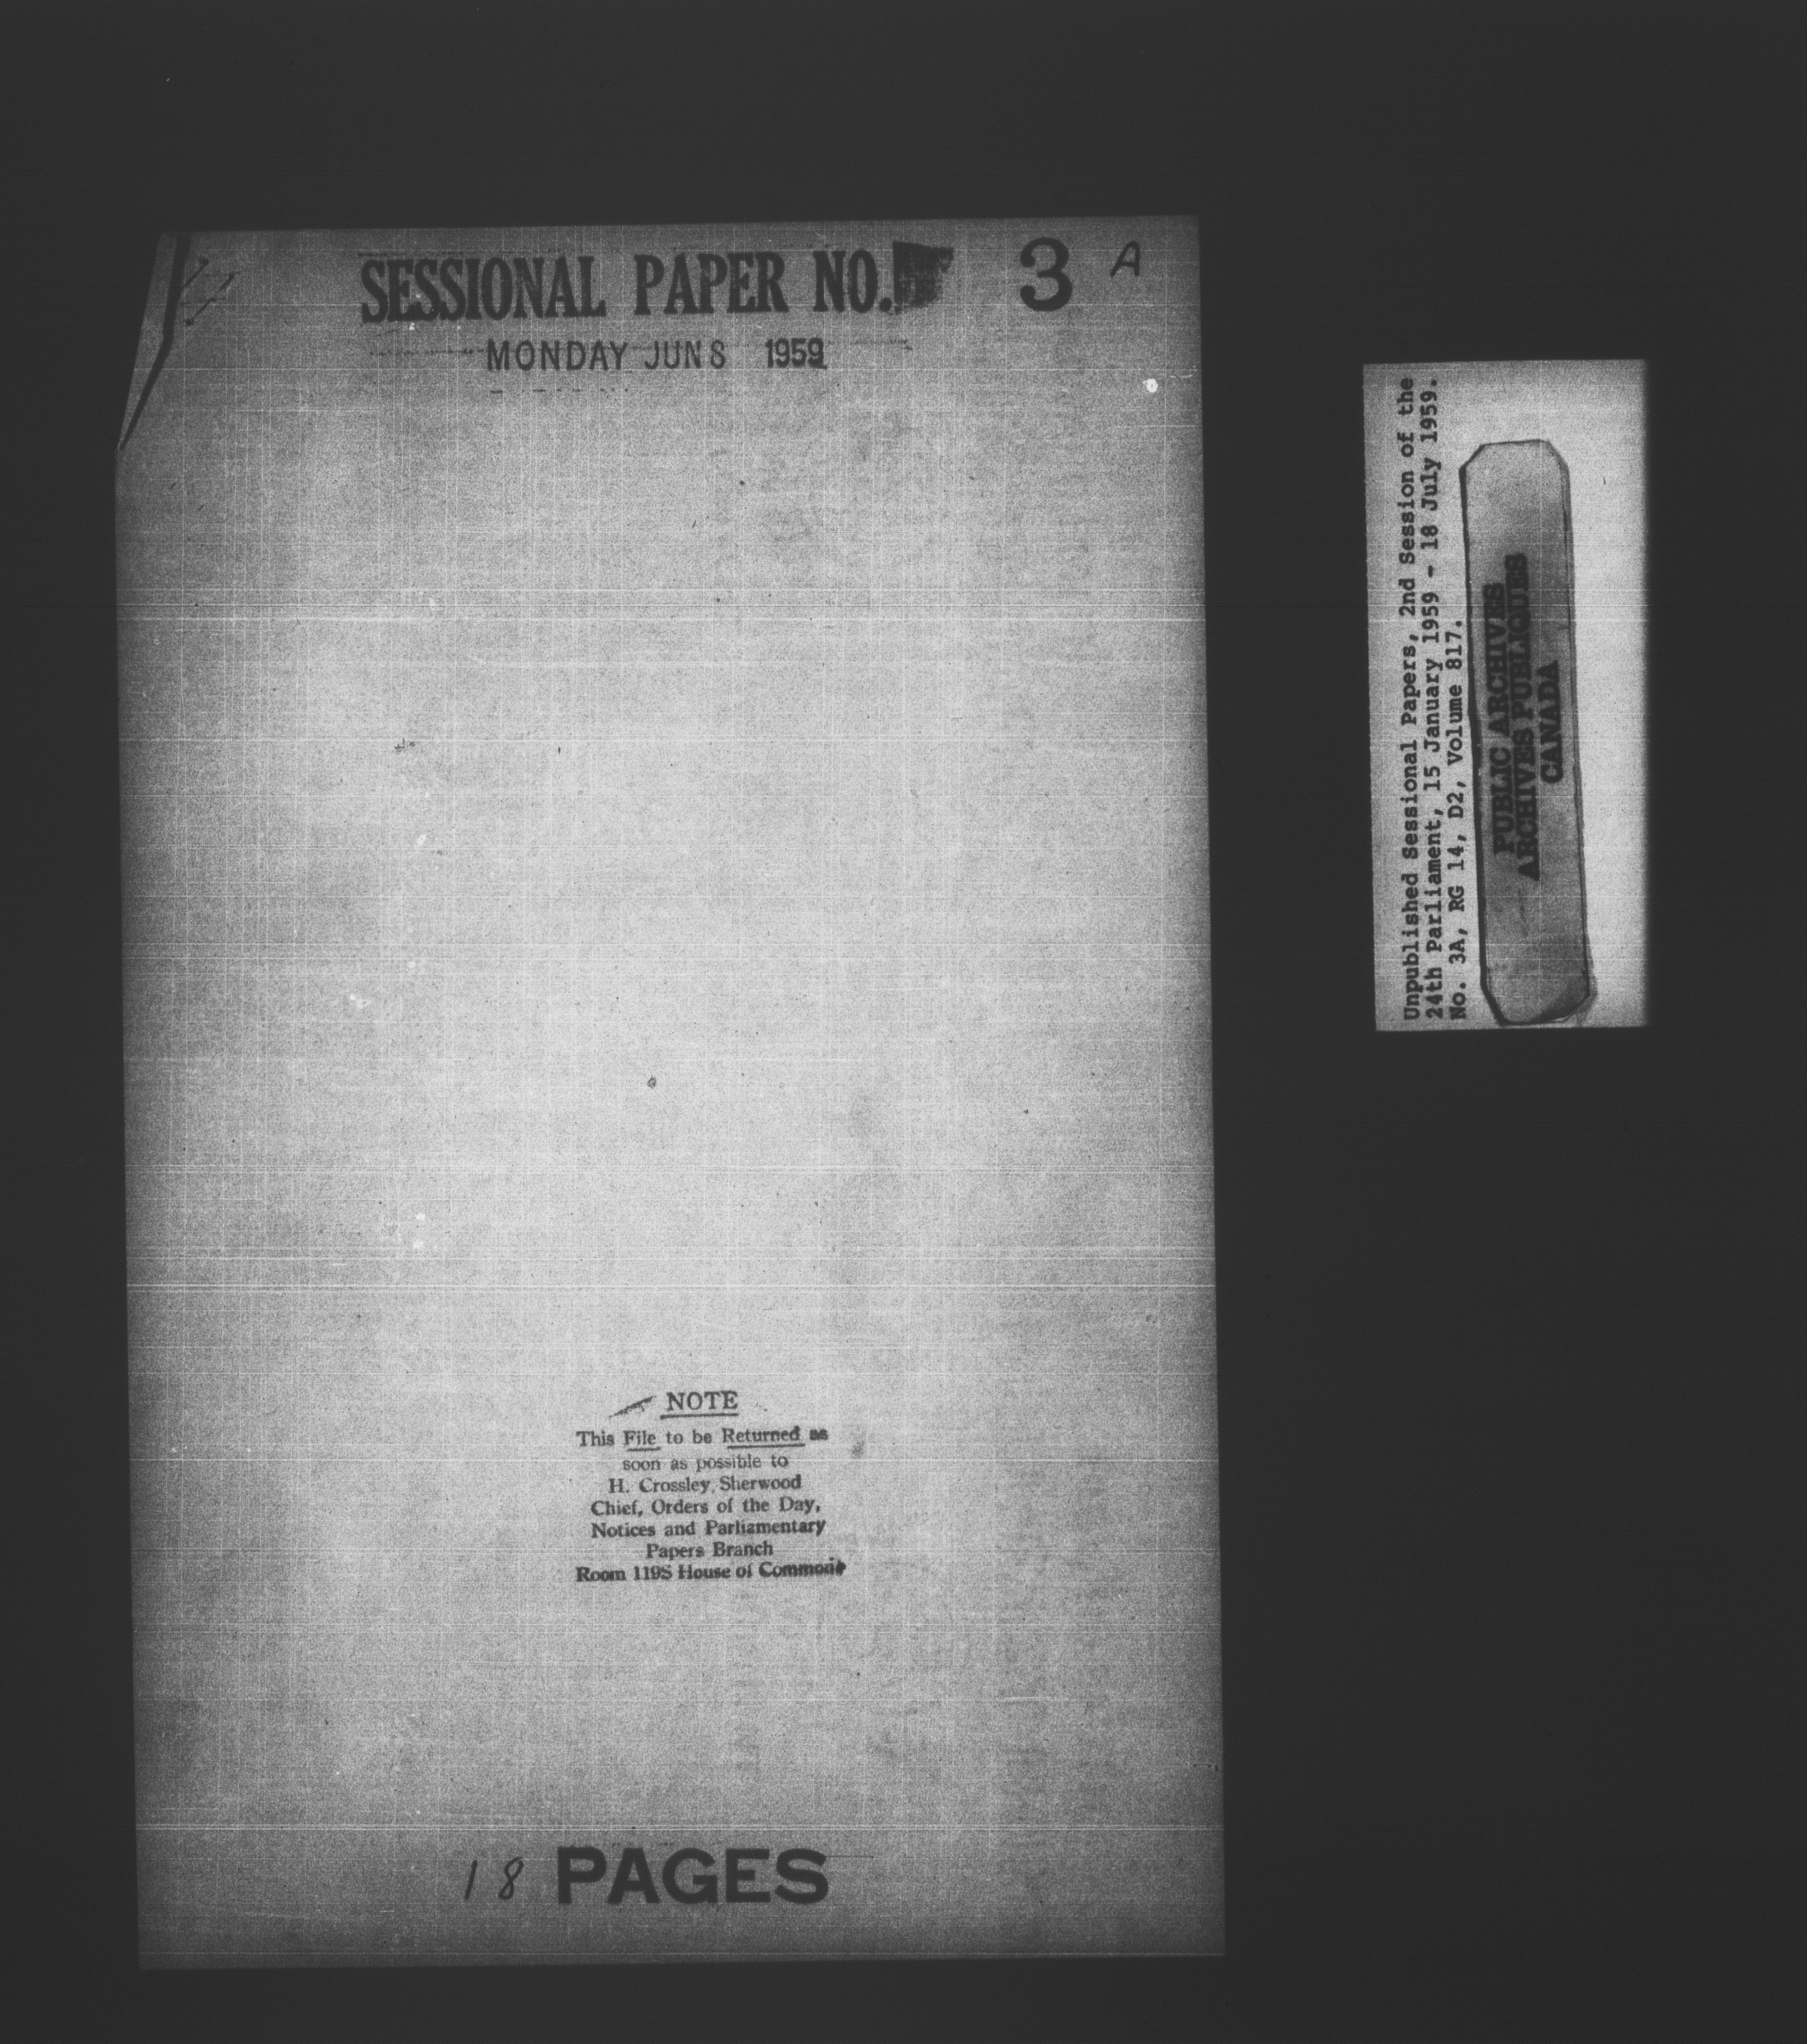 SESSIONAL PAPER NO. 3 A
MONDAY JUN 8 1959
NOTE
This File to be Returned as
soon as possible to
H. Crossley Sherwood
Chief, Orders of the Day,
Notices and Parliamentary
Papers Branch
Room 119S House of Commons
18 PAGES
Unpublished Sessional Papers, 2nd Session of the
24th Parliament, 15 January 1959 - 18 July 1959.
No. 3A, RG 14, D2, Volume 817.
PUBLIC ARCHIVES
ARCHIVES PUBLIQUES
CANADA